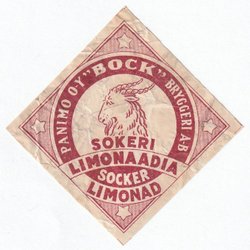 PANIMO O-Y "BOCK" BRYGGERI A-B
SOKERI
LIMONAADIA
SOCKER
LIMONAD